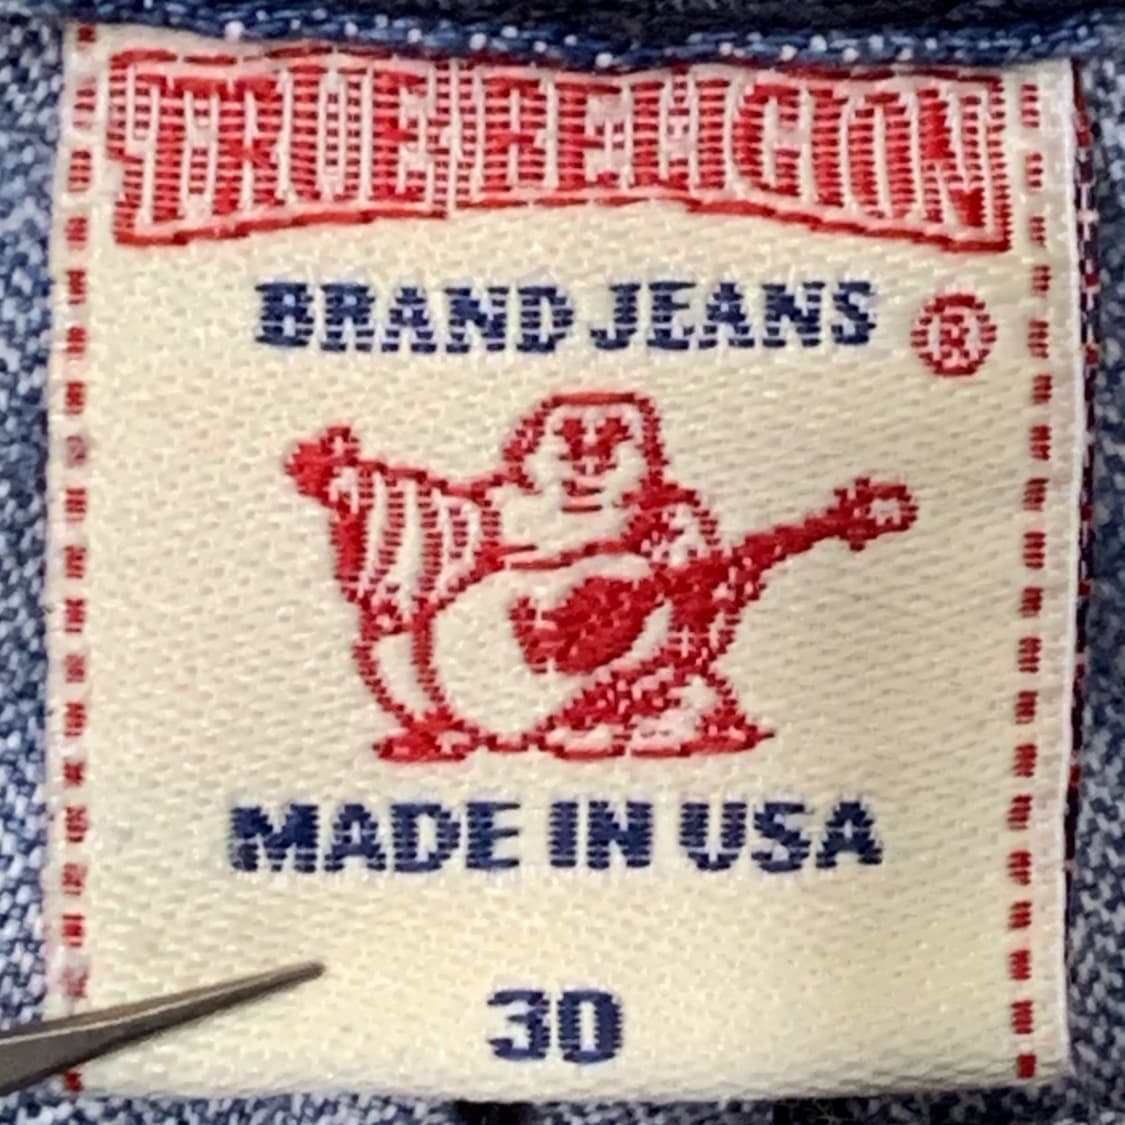 TRUE RELIGION
BRAND JEANS ®
MADE IN USA
30